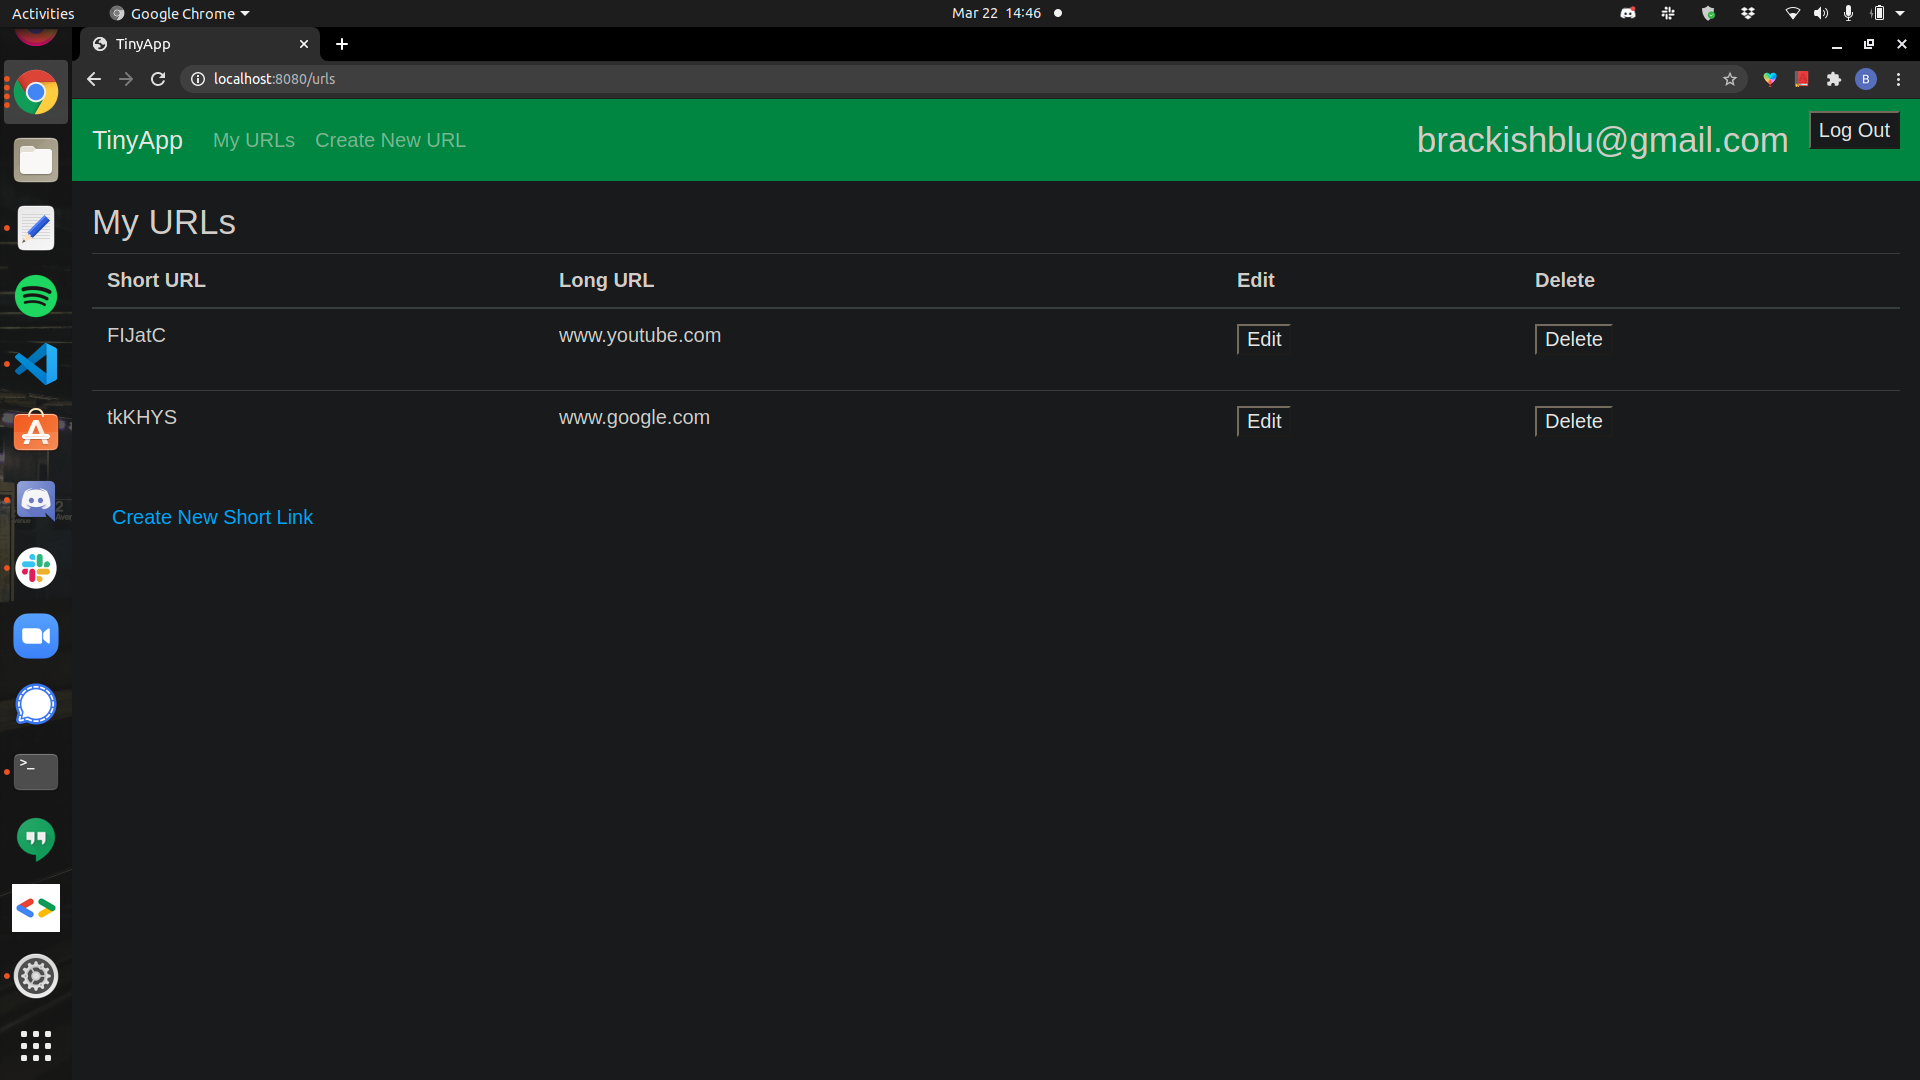 Activities
Google Chrome
Mar 22 14:46
TinyApp
localhost:8080/urls
B
TinyApp
My URLs
Create New URL
brackishblu@gmail.com
Log Out
My URLs
Short URL Long URL Edit Delete
FIJatC www.youtube.com Edit Delete
tkKHYS www.google.com Edit Delete
Create New Short Link
>_